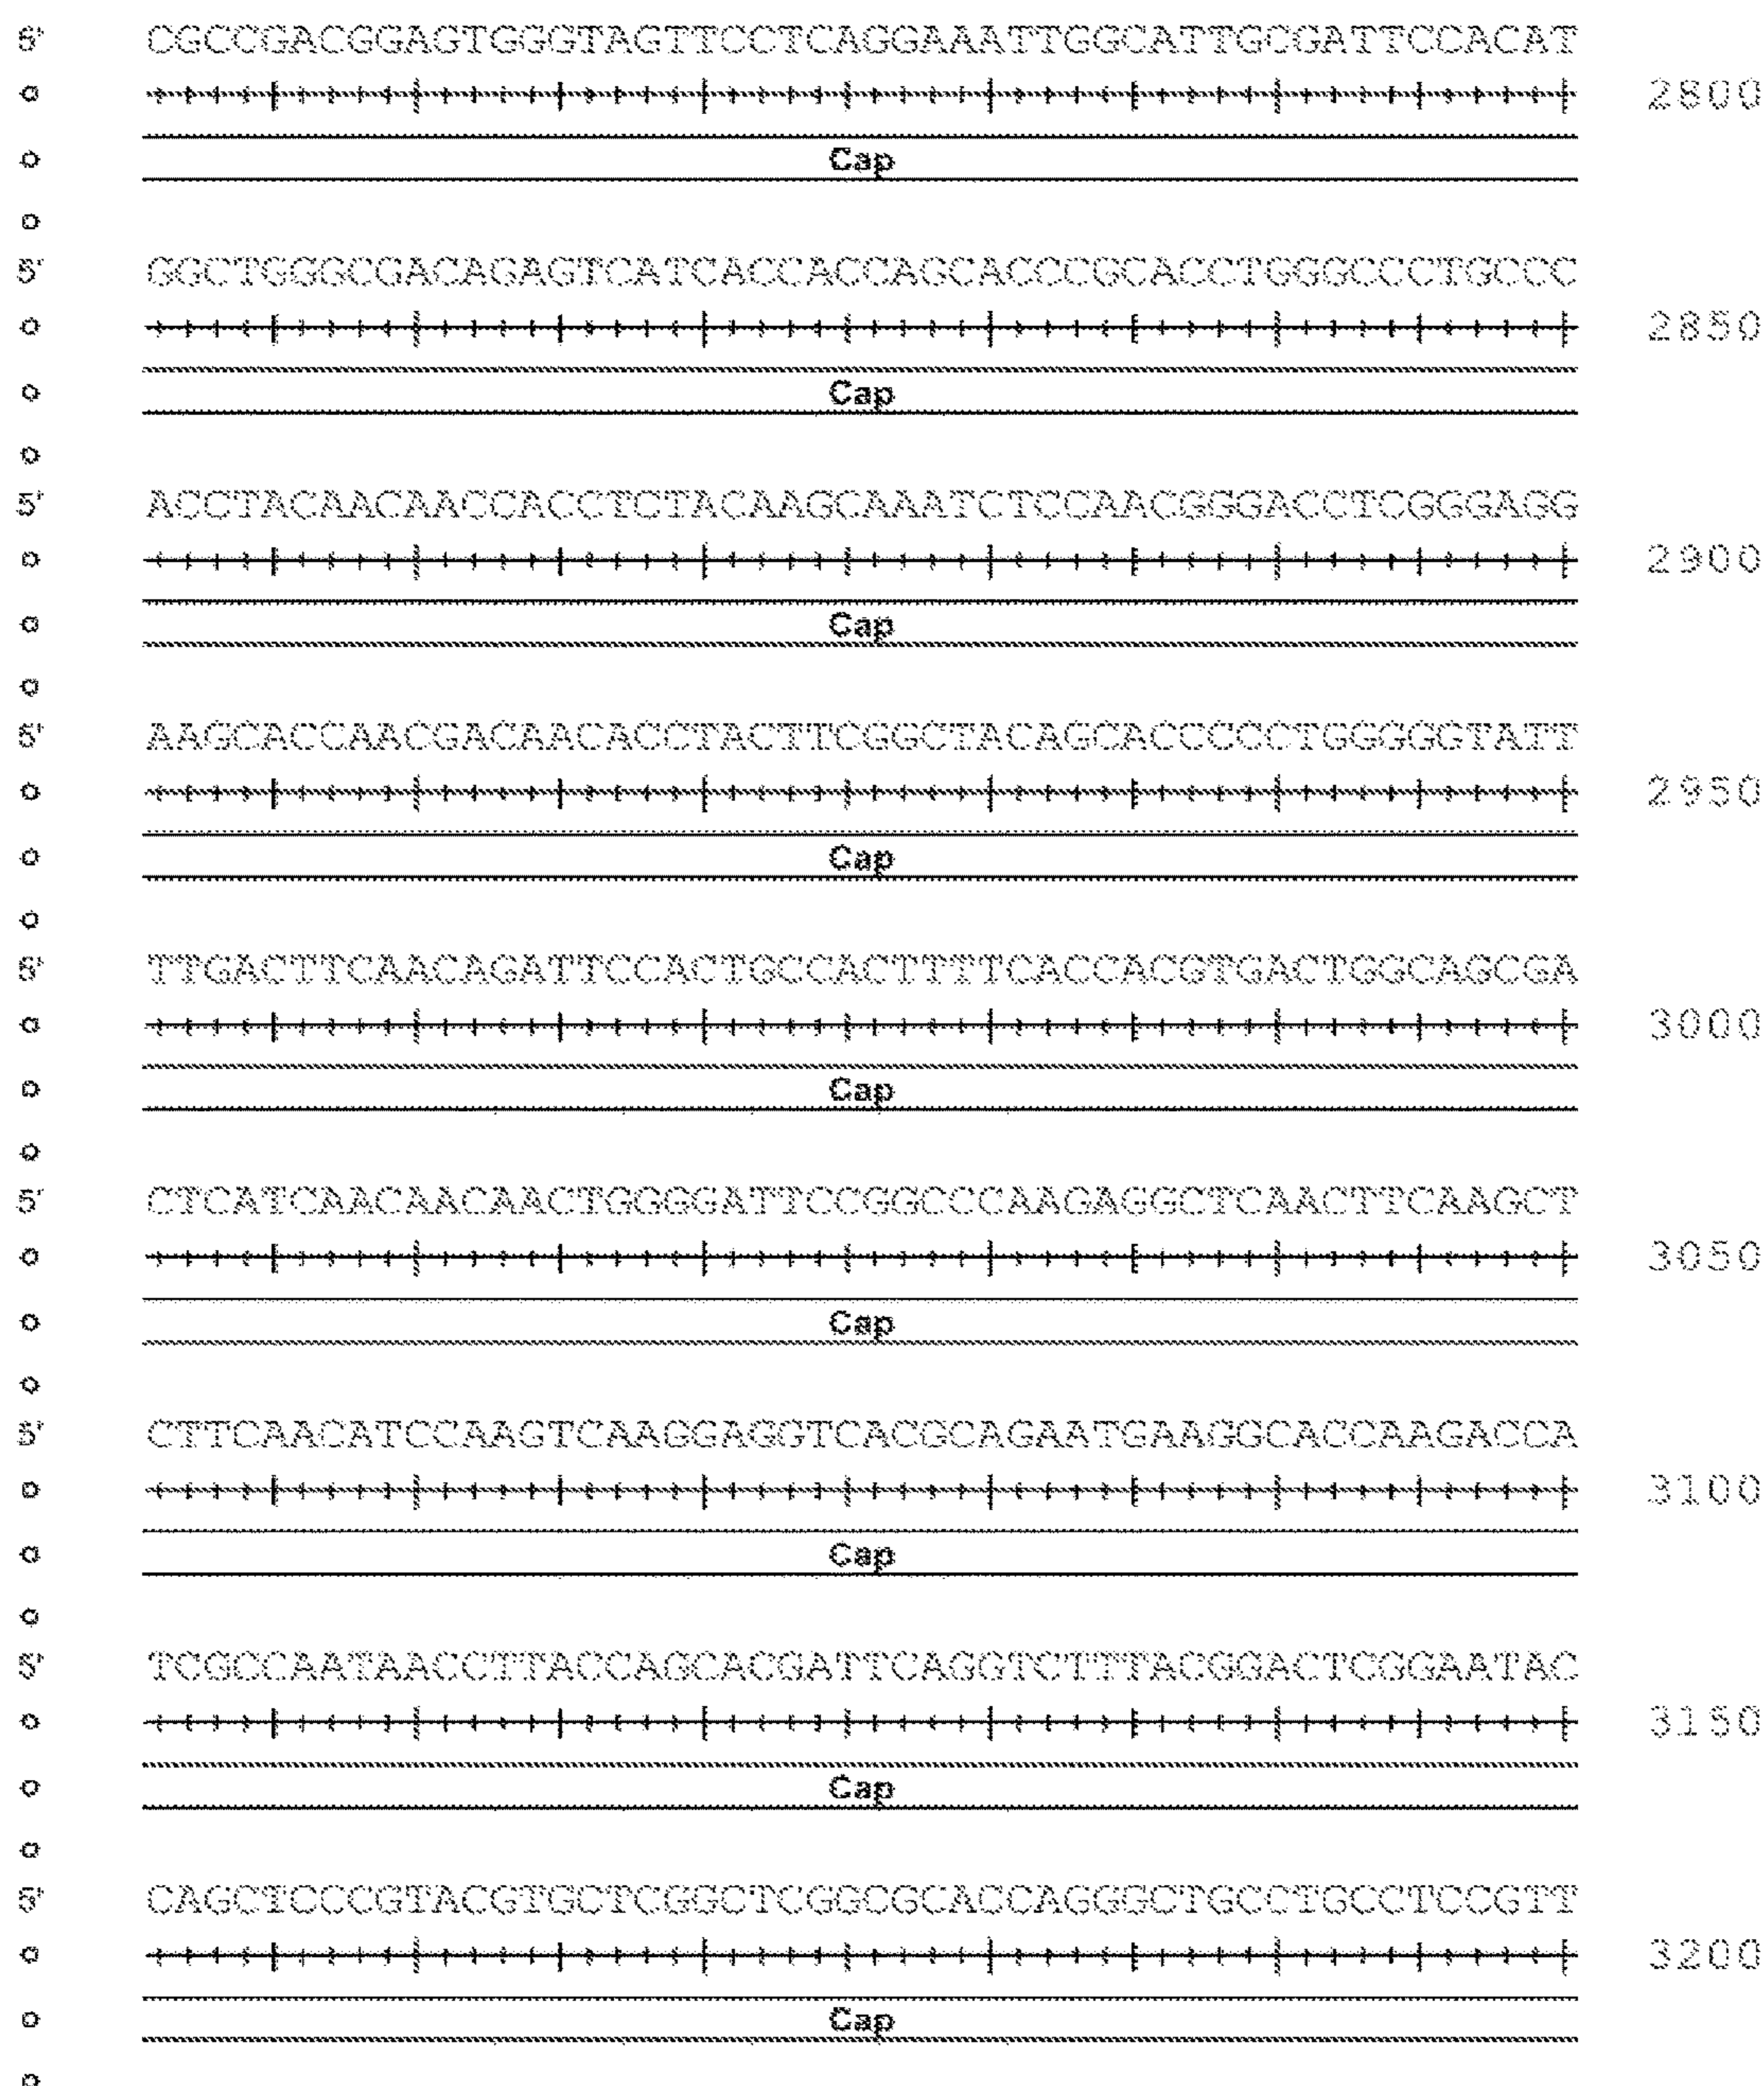 5' CGCCGACGGAGTGGGTAGTTCCTCAGGAAATTGGCATTGCGATTCCACAT
o 2800
o Cap
o
5' GGCTGGGCGACAGAGTCATCACCACCAGCACCCGCACCTGGGCCCTGCCC
o 2850
o Cap
o
5' ACCTACAACAACCACCTCTACAAGCAAATCTCCAACGGGACCTCGGGAGG
o 2900
o Cap
o
5' AAGCACCAACGACAACACCTACTTCGGCTACAGCACCCCCTGGGGGTATT
o 2950
o Cap
o
5' TTGACTTCAACAGATTCCACTGCCACTTTTCACCACGTGACTGGCAGCGA
o 3000
o Cap
o
5' CTCATCAACAACAACTGGGGATTCCGGCCCAAGAGGCTCAACTTCAAGCT
o 3050
o Cap
o
5' CTTCAACATCCAAGTCAAGGAGGTCACGCAGAATGAAGGCACCAAGACCA
o 3100
o Cap
o
5' TCGCCAATAACCTTACCAGCACGATTCAGGTCTTTACGGACTCGGAATAC
o 3150
o Cap
o
5' CAGCTCCCGTACGTGCTCGGCTCGGCGCACCAGGGCTGCCTGCCTCCGTT
o 3200
o Cap
o